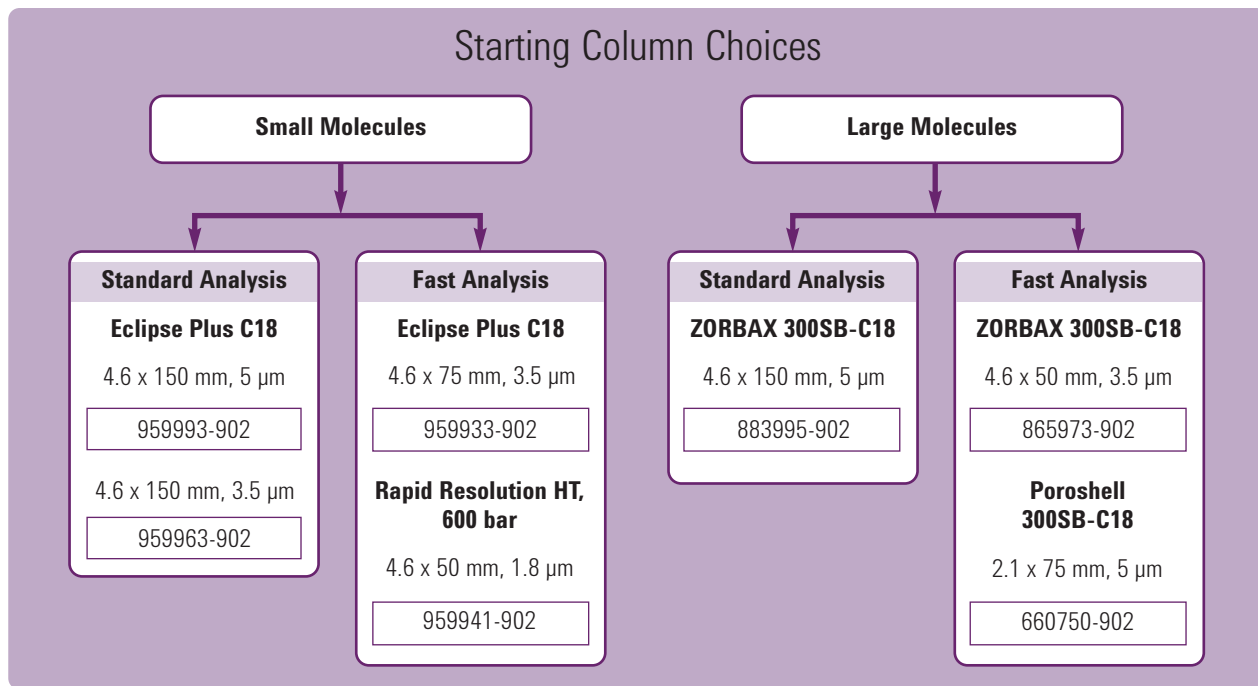 Starting Column Choices
Small Molecules
Standard Analysis
Eclipse Plus C18
4.6 x 150 mm, 5 µm
959993-902
4.6 x 150 mm, 3.5 µm
959963-902
Fast Analysis
Eclipse Plus C18
4.6 x 75 mm, 3.5 µm
959933-902
Rapid Resolution HT,
600 bar
4.6 x 50 mm, 1.8 µm
959941-902
Large Molecules
Standard Analysis
ZORBAX 300SB-C18
4.6 x 150 mm, 5 µm
883995-902
Fast Analysis
ZORBAX 300SB-C18
4.6 x 50 mm, 3.5 µm
865973-902
Poroshell
300SB-C18
2.1 x 75 mm, 5 µm
660750-902